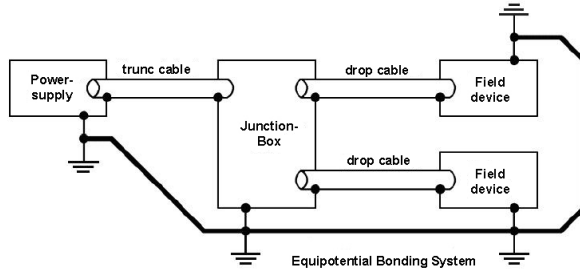 Power-
supply
trunc cable
Junction-
Box
drop cable
Field
device
drop cable
Field
device
Equipotential Bonding System